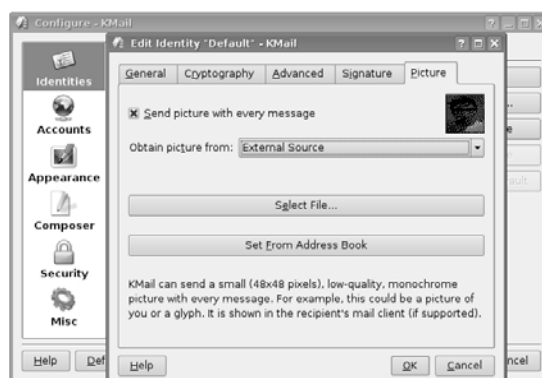 Configure - KMail
Edit Identity "Default" - KMail
Identities
Accounts
Appearance
Composer
Security
Misc
General
Cryptography
Advanced
Signature
Picture
Send picture with every message
Obtain picture from:
External Source
Select File...
Set From Address Book
KMail can send a small (48x48 pixels), low-quality, monochrome
picture with every message. For example, this could be a picture of
you or a glyph. It is shown in the recipient's mail client (if supported).
Help
OK
Cancel
Help
Def
ncel